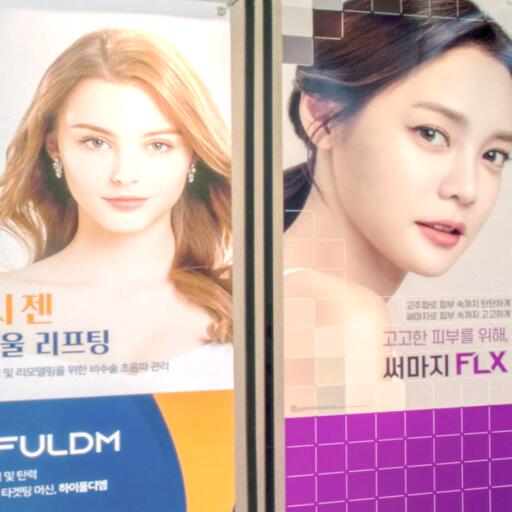 시젠
울 리프팅
및 리모델링을 위한 비수술 초음파 관리
FULDM
및 탄력
타겟팅 머신, 하이풀디엠
고주파로 피부 속까지 탄탄하게
써마지로 피부 속까지 고고하게
고고한 피부를 위해,
써마지 FLX